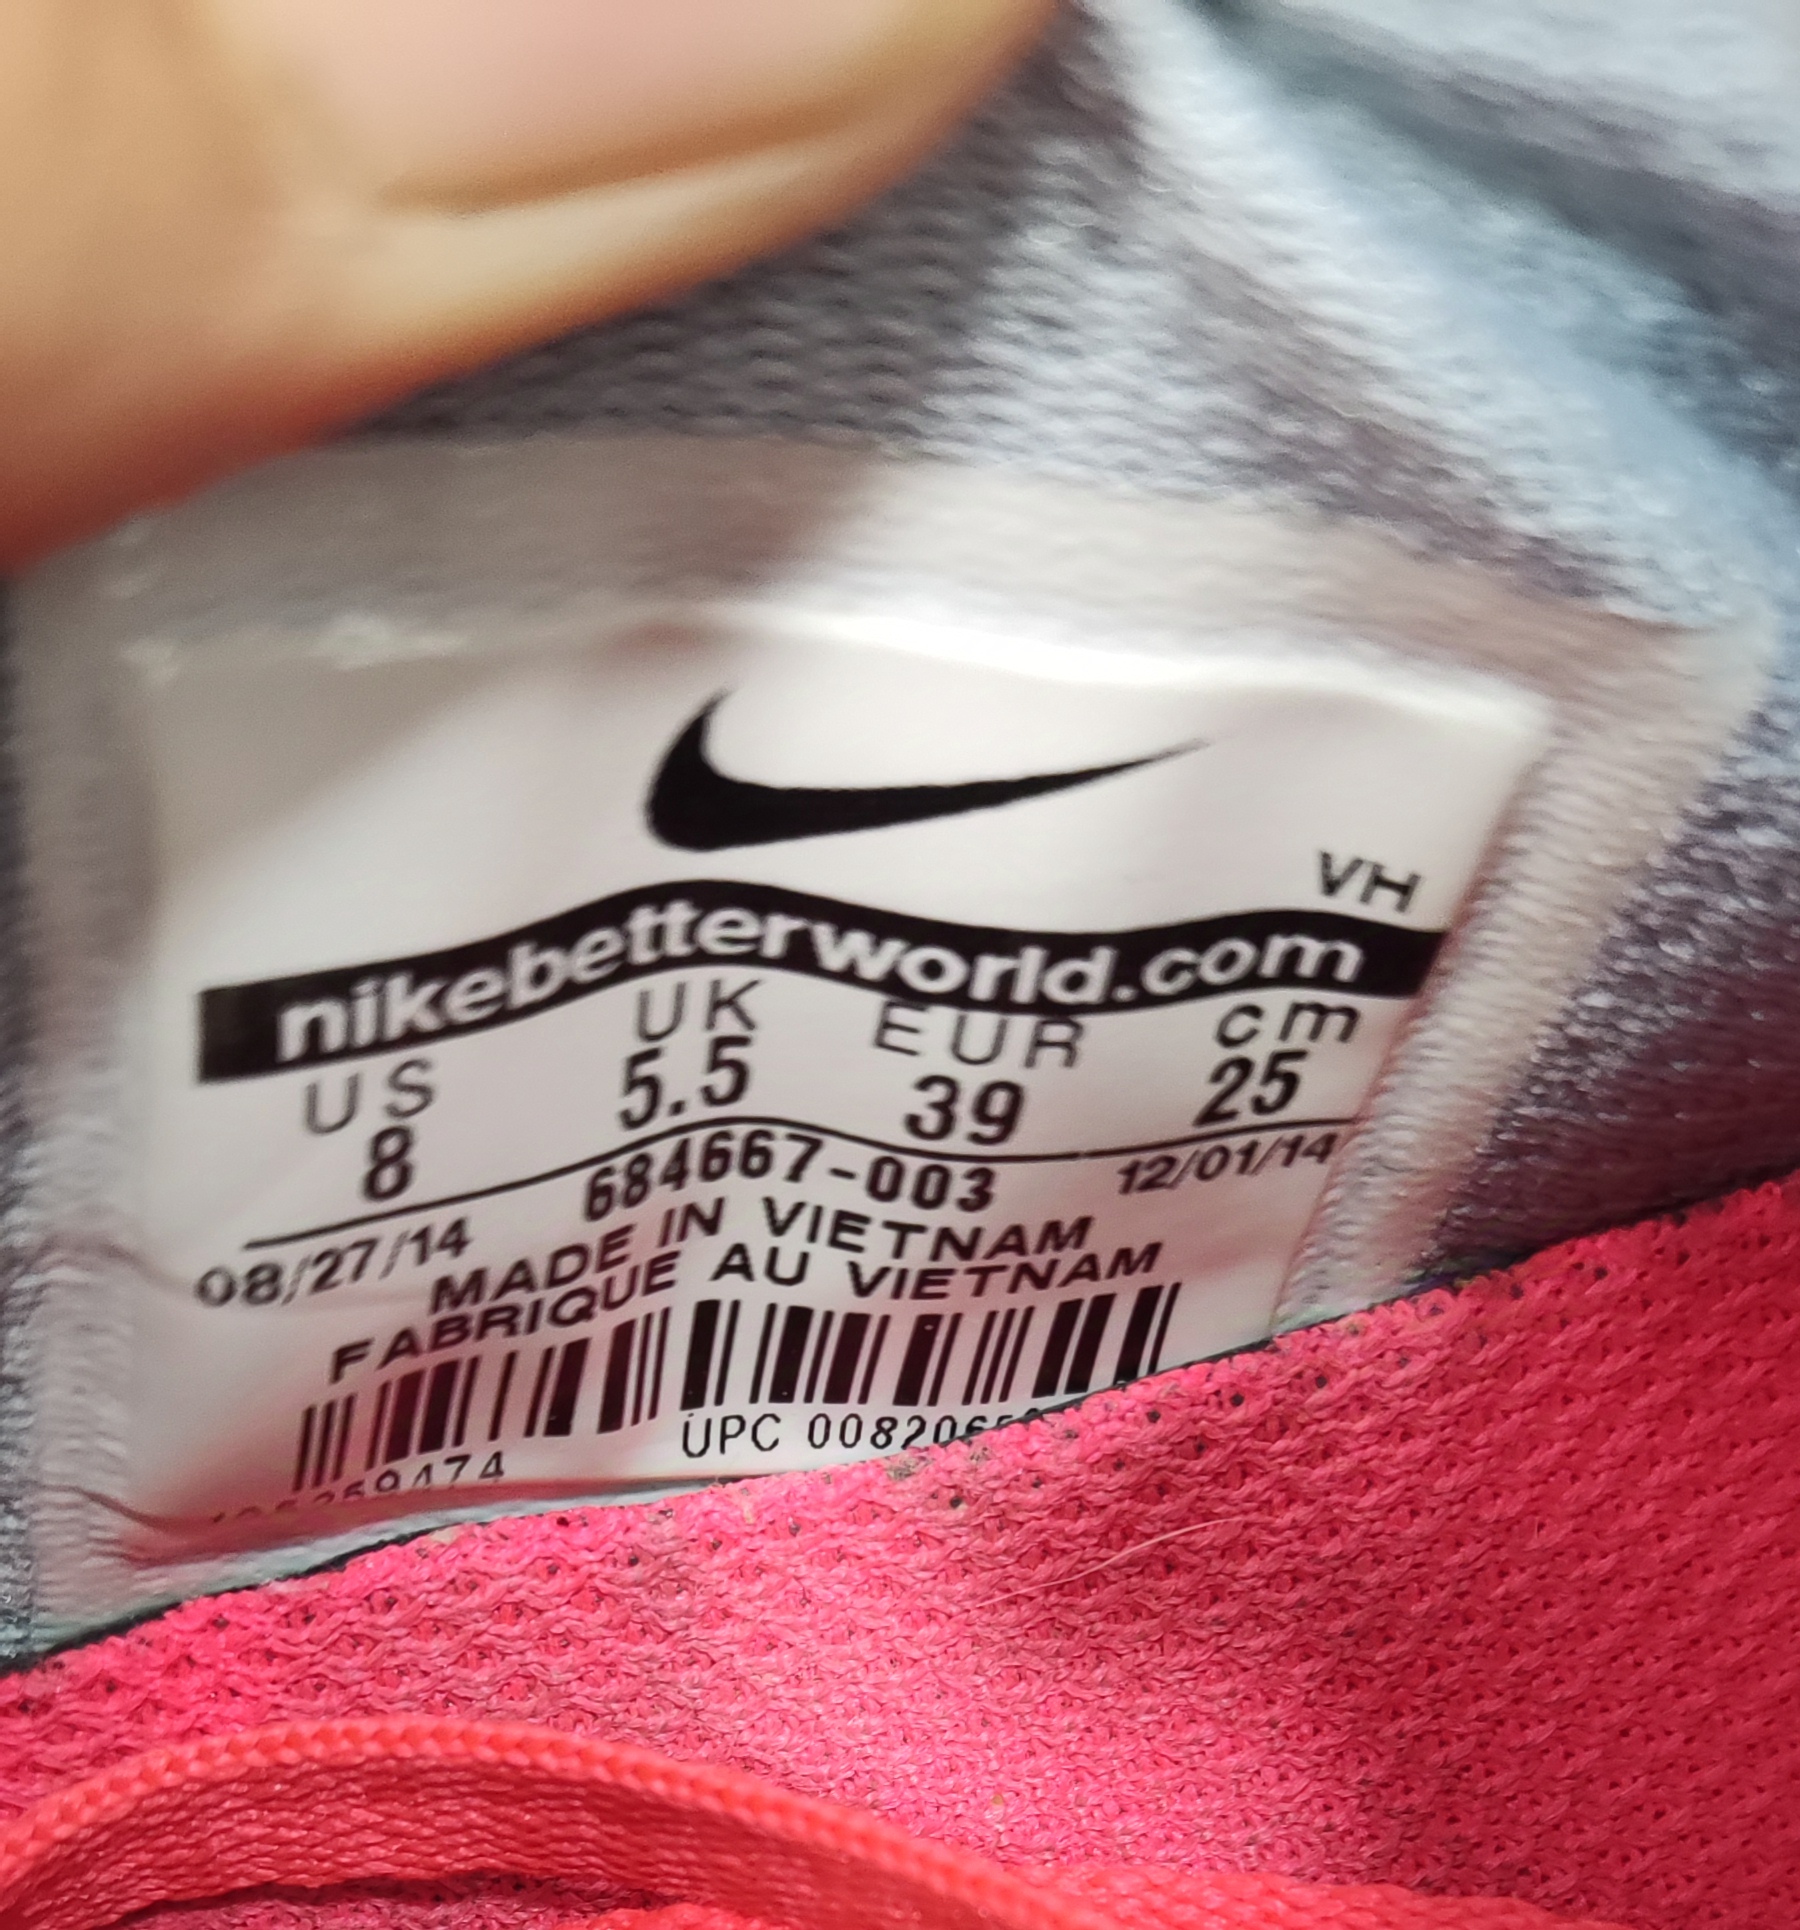 VH
nikebetterworld.com
US UK EUR cm
8 5.5 39 25
08/27/14 684667-003 12/01/14
MADE IN VIETNAM
FABRIQUE AU VIETNAM
UPC